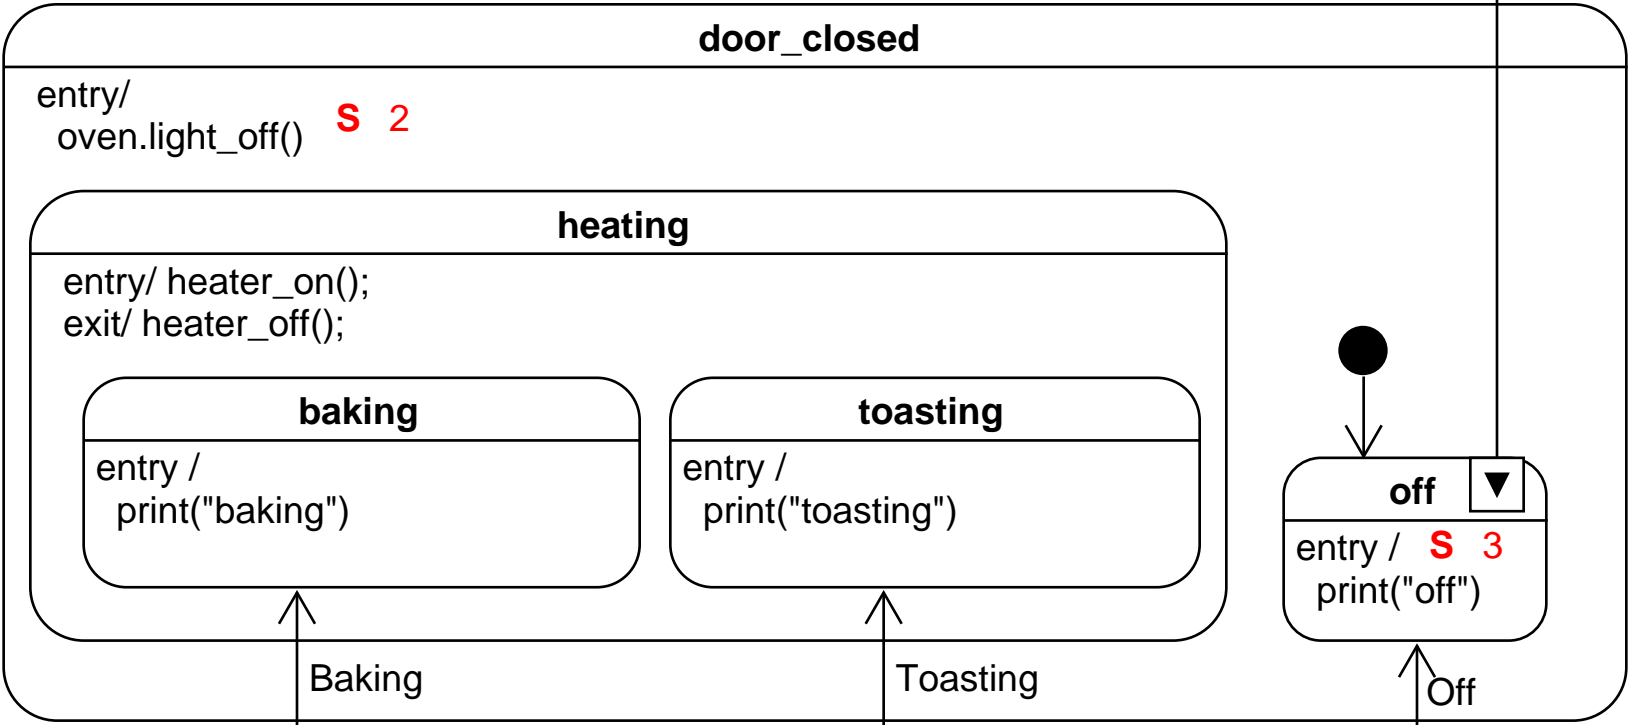 door_closed
entry/
oven.light_off()
S 2
heating
entry/ heater_on();
exit/ heater_off();
baking
entry /
print("baking")
toasting
entry /
print("toasting")
off
entry / S 3
print("off")
Baking
Toasting
Off